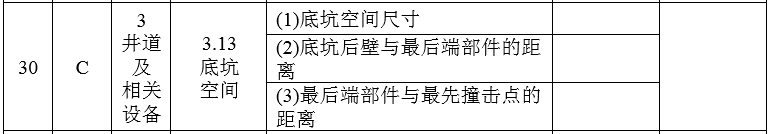 30
C
3
井道
及
相关
设备
3.13
底坑
空间
(1)底坑空间尺寸
(2)底坑后壁与最后端部件的距
离
(3)最后端部件与最先撞击点的
距离